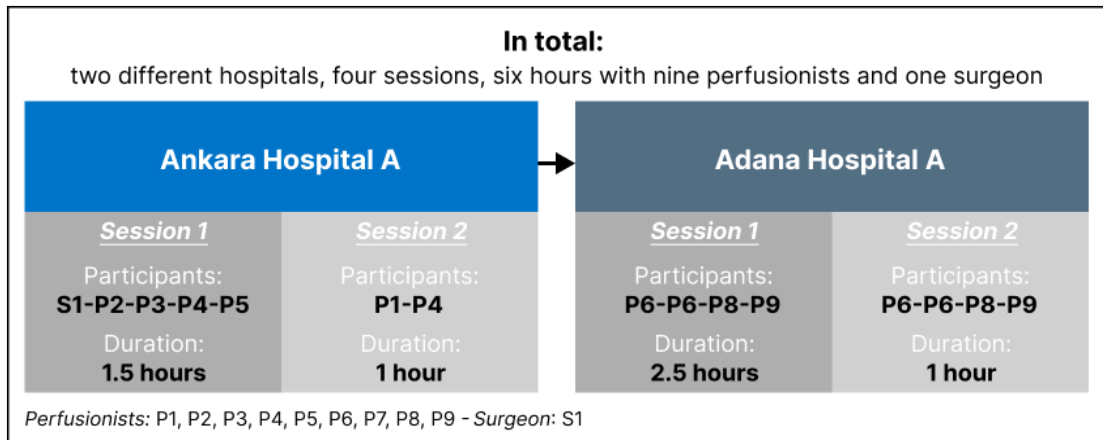 In total:
two different hospitals, four sessions, six hours with nine perfusionists and one surgeon
Ankara Hospital A
Adana Hospital A
Session 1
Participants:
S1-P2-P3-P4-P5
Duration:
1.5 hours
Session 2
Participants:
P1-P4
Duration:
1 hour
Session 1
Participants:
P6-P6-P8-P9
Duration:
2.5 hours
Session 2
Participants:
P6-P6-P8-P9
Duration:
1 hour
Perfusionists: P1, P2, P3, P4, P5, P6, P7, P8, P9 - Surgeon: S1